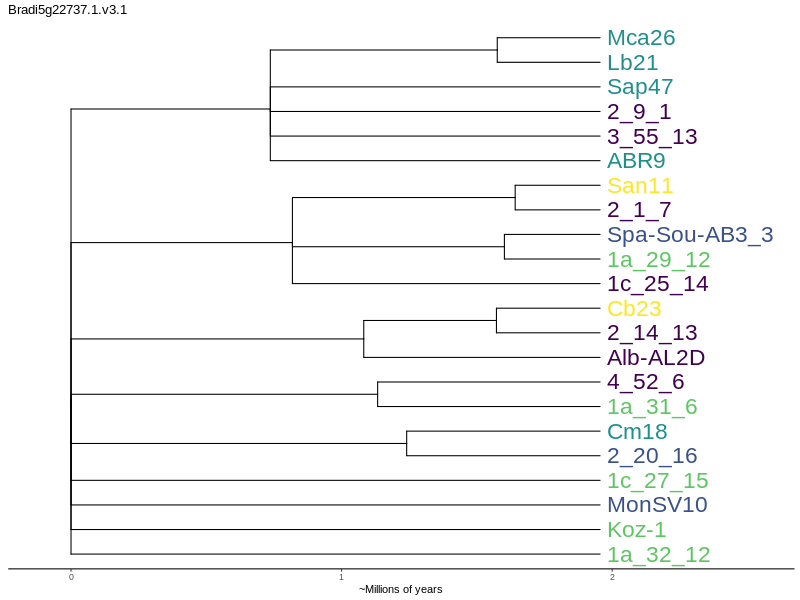 Bradi5g22737.1.v3.1
Mca26
Lb21
Sap47
2_9_1
3_55_13
ABR9
San11
2_1_7
Spa-Sou-AB3_3
1a_29_12
1c_25_14
Cb23
2_14_13
Alb-AL2D
4_52_6
1a_31_6
Cm18
2_20_16
1c_27_15
MonSV10
Koz-1
1a_32_12
0 1 2
~Millions of years